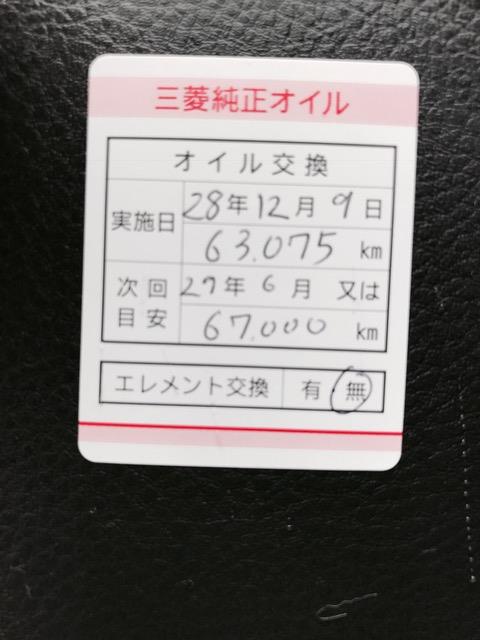 三菱純正オイル
オイル交換
実施日 28年12月9日
63.075 km
次回目安 29年6月又は
67.000 km
エレメント交換 有 無